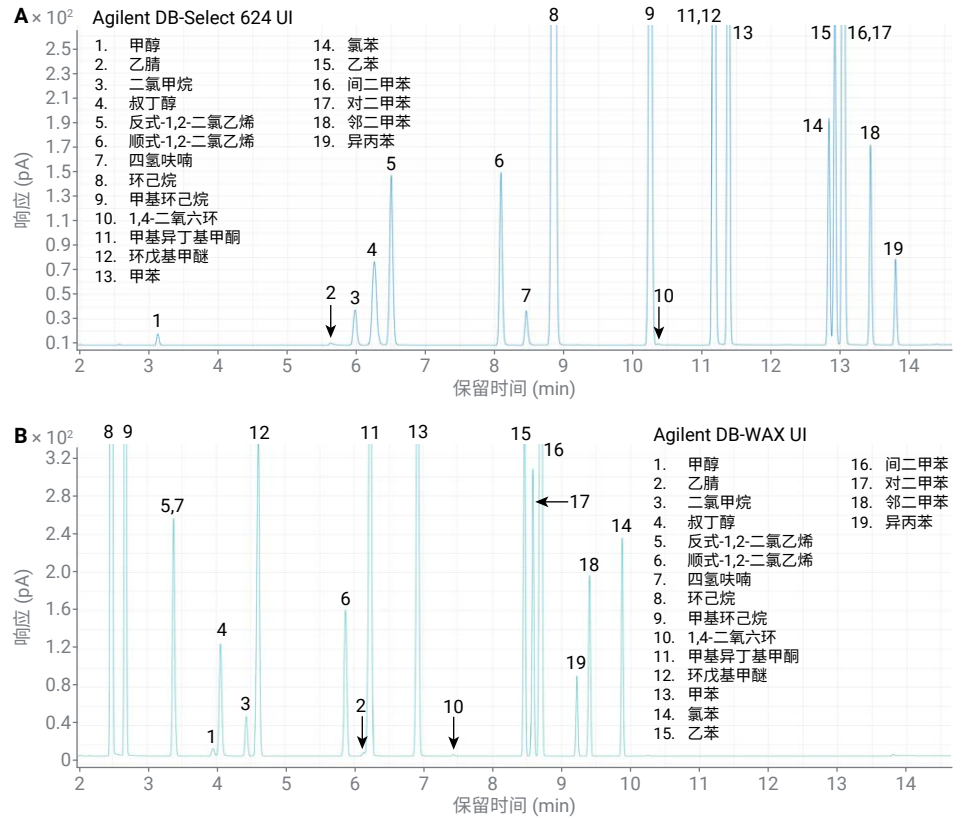 A
× 10²
Agilent DB-Select 624 UI
1. 甲醇
2. 乙腈
3. 二氯甲烷
4. 叔丁醇
5. 反式-1,2-二氯乙烯
6. 顺式-1,2-二氯乙烯
7. 四氢呋喃
8. 环己烷
9. 甲基环己烷
10. 1,4-二氧六环
11. 甲基异丁基甲酮
12. 环戊基甲醚
13. 甲苯
14. 氯苯
15. 乙苯
16. 间二甲苯
17. 对二甲苯
18. 邻二甲苯
19. 异丙苯
8
9
11,12
13
15
16,17
14
18
5
6
4
19
2
3
7
10
1
响应 (pA)
2.5
2.3
2.1
1.9
1.7
1.5
1.3
1.1
0.9
0.7
0.5
0.3
0.1
2 3 4 5 6 7 8 9 10 11 12 13 14
保留时间 (min)
B
× 10²
Agilent DB-WAX UI
1. 甲醇
2. 乙腈
3. 二氯甲烷
4. 叔丁醇
5. 反式-1,2-二氯乙烯
6. 顺式-1,2-二氯乙烯
7. 四氢呋喃
8. 环己烷
9. 甲基环己烷
10. 1,4-二氧六环
11. 甲基异丁基甲酮
12. 环戊基甲醚
13. 甲苯
14. 氯苯
15. 乙苯
16. 间二甲苯
17. 对二甲苯
18. 邻二甲苯
19. 异丙苯
8 9
12
11
13
15
16
17
5,7
14
18
6
4
19
3
2
10
1
响应 (pA)
3.2
2.8
2.4
2.0
1.6
1.2
0.8
0.4
0
2 3 4 5 6 7 8 9 10 11 12 13 14
保留时间 (min)